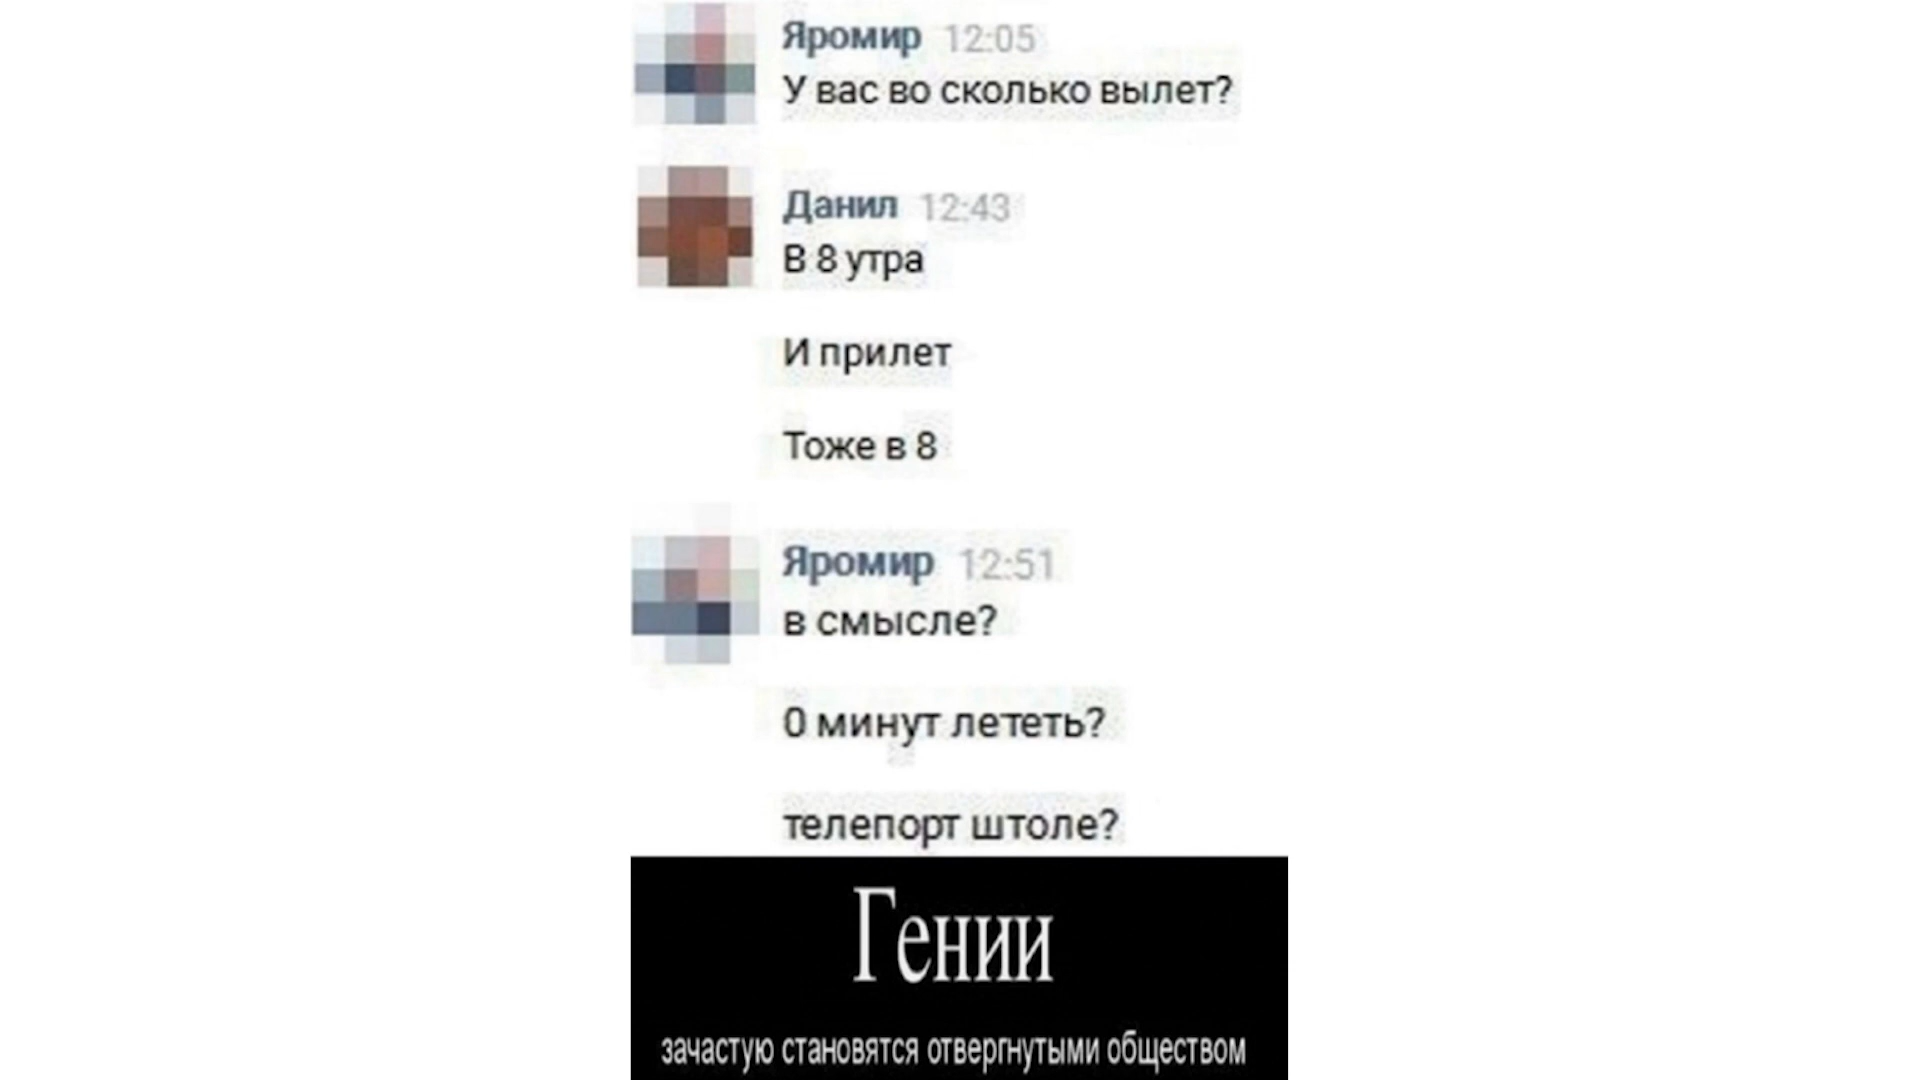 Яромир 12:05
У вас во сколько вылет?
Данил 12:43
В 8 утра
И прилет
Тоже в 8
Яромир 12:51
в смысле?
0 минут лететь?
телепорт штоле?
Гении
зачастую становятся отвергнутыми обществом